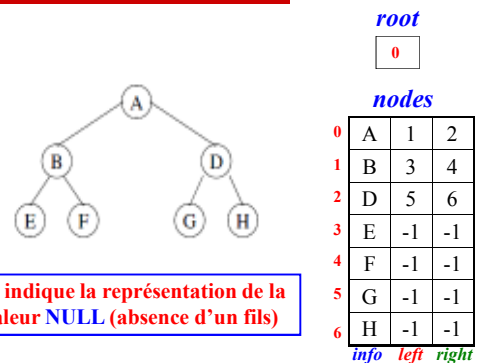 root
0
nodes
0 A 1 2
1 B 3 4
2 D 5 6
3 E -1 -1
4 F -1 -1
5 G -1 -1
6 H -1 -1
info left right
A
B D
E F G H
indique la représentation de la
NULL (absence d'un fils)